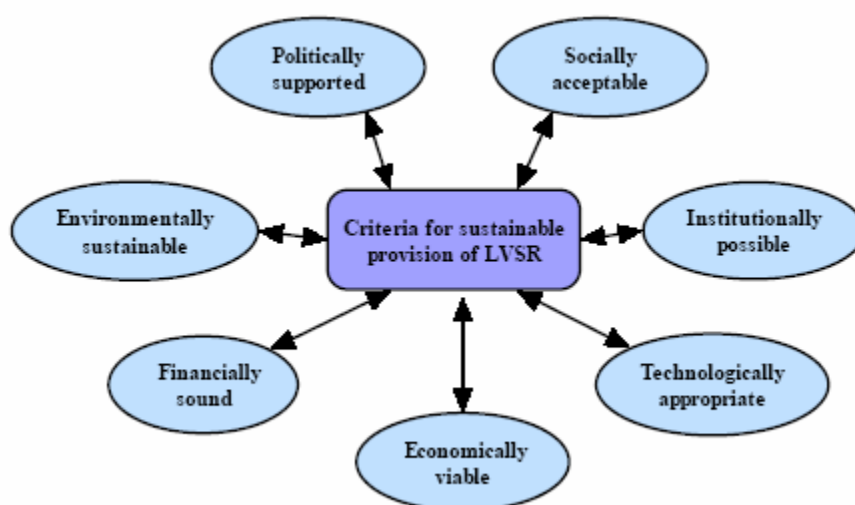 Politically
supported
Socially
acceptable
Environmentally
sustainable
Criteria for sustainable
provision of LVSR
Institutionally
possible
Financially
sound
Technologically
appropriate
Economically
viable